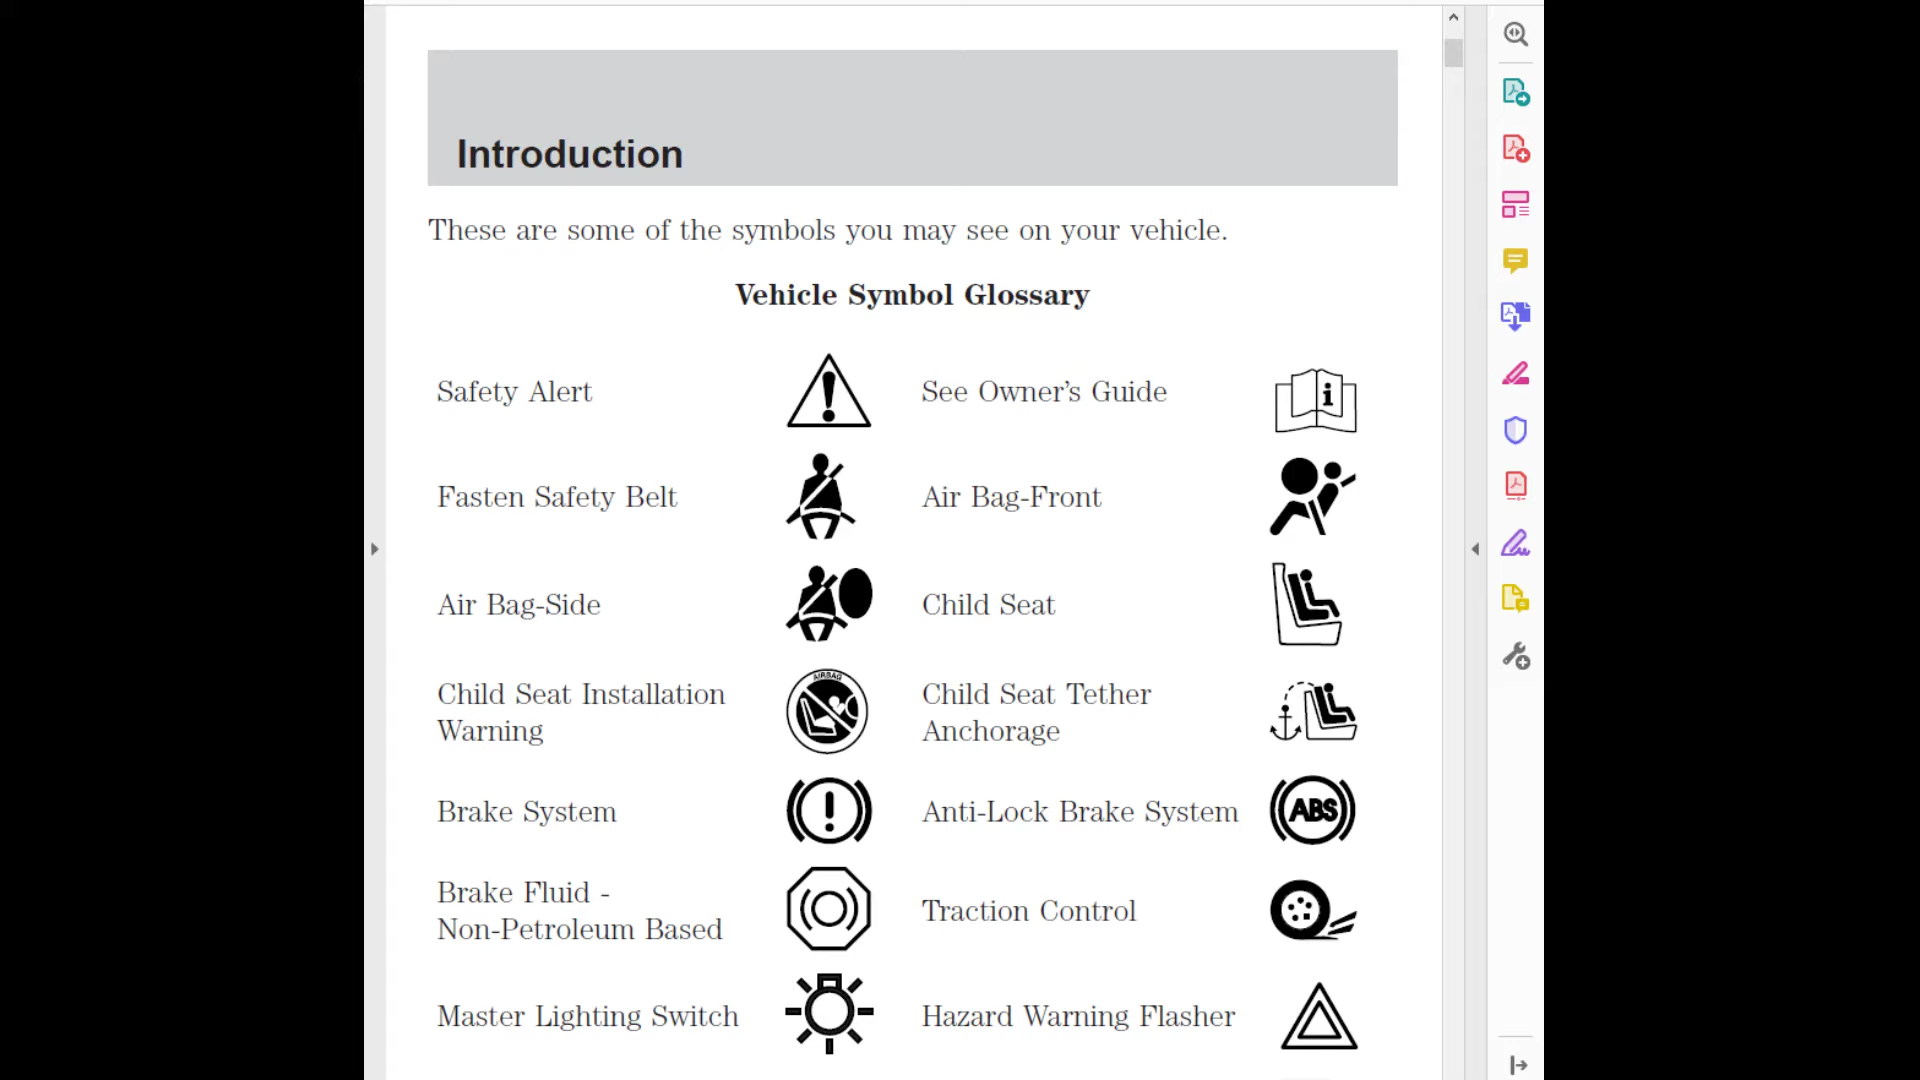 Introduction
These are some of the symbols you may see on your vehicle.
Vehicle Symbol Glossary
Safety Alert
See Owner's Guide
i
Fasten Safety Belt
Air Bag-Front
Air Bag-Side
Child Seat
Child Seat Installation
Warning
AIRBAG
Child Seat Tether
Anchorage
Brake System
!
Anti-Lock Brake System
ABS
Brake Fluid -
Non-Petroleum Based
Traction Control
Master Lighting Switch
Hazard Warning Flasher